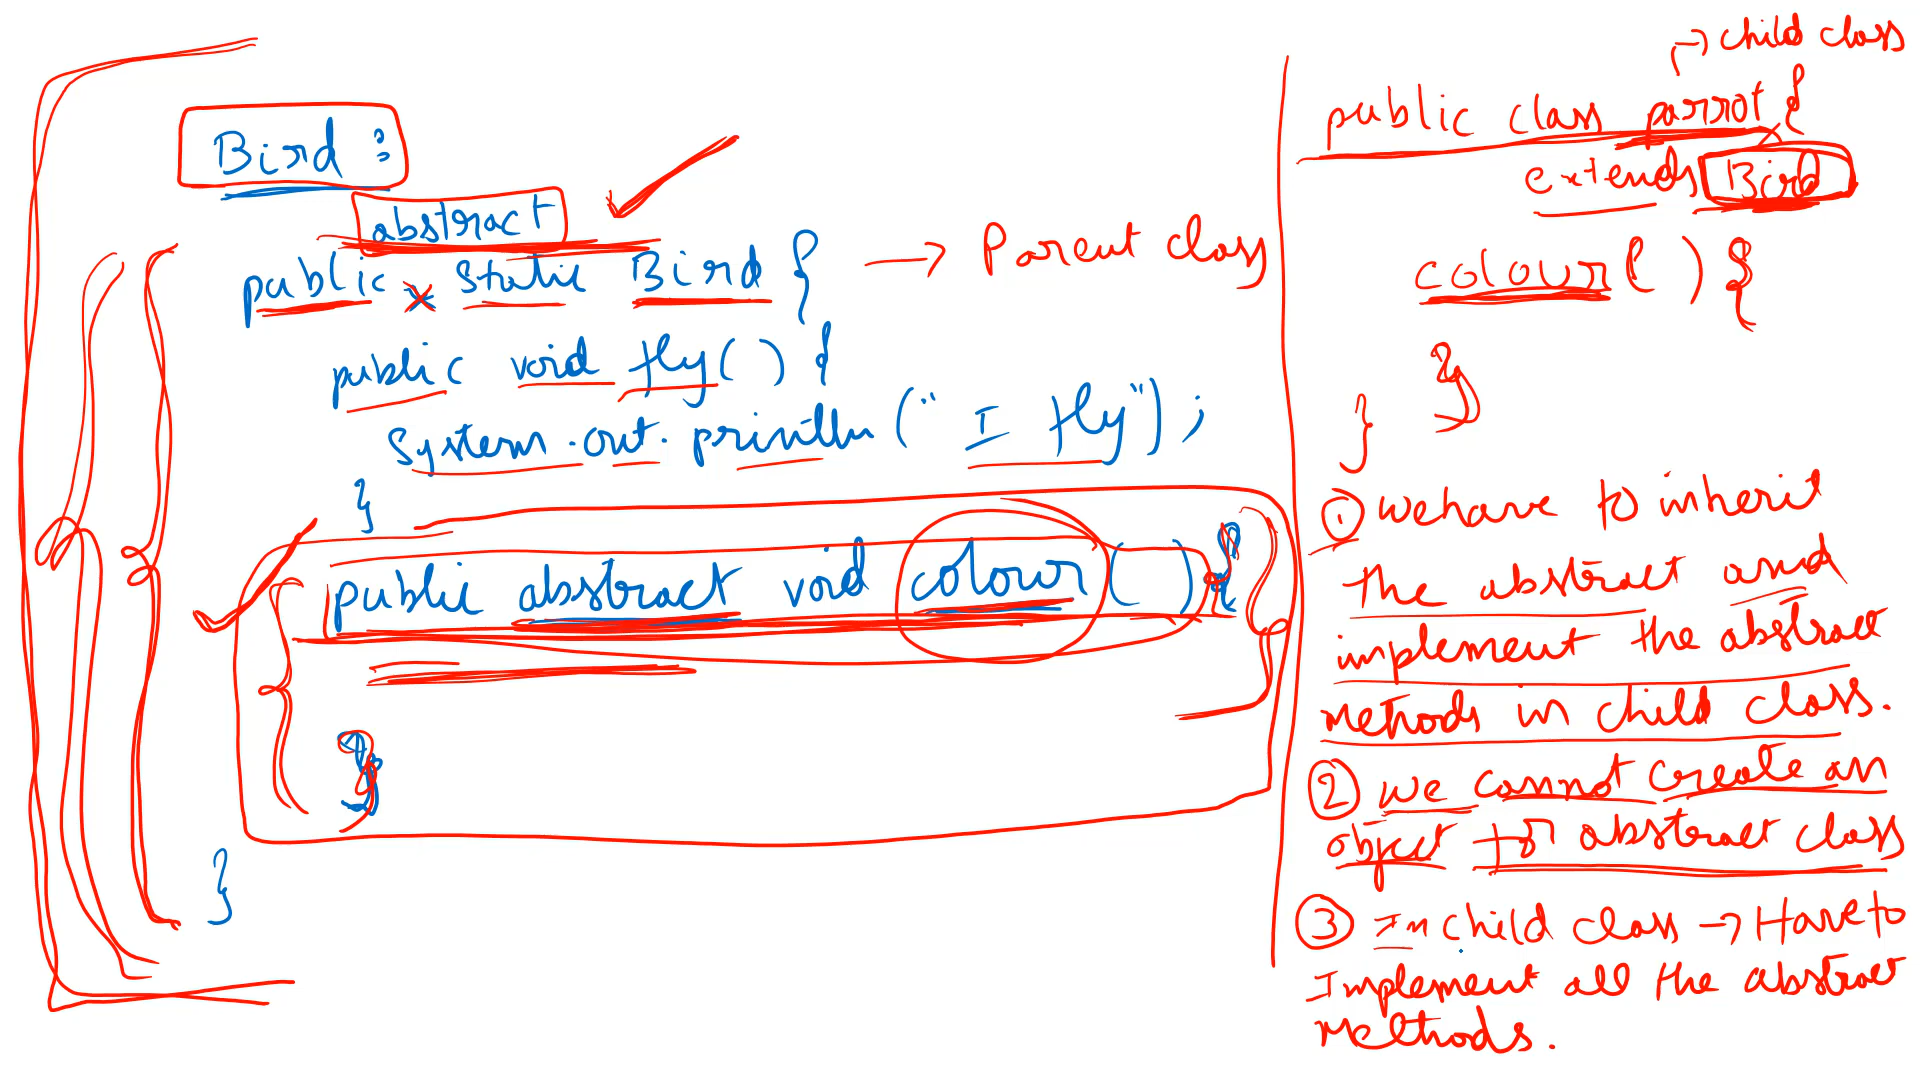 Bird :
abstract
public static Bird { → Parent class
public void fly() {
System.out.println(" I fly");
}
public abstract void colour() {
}
}
→ child class
public class parrot {
extends Bird
colour() {
}
}
① we have to inherit
the abstract and
implement the abstract
methods in child class.
② we cannot create an
object for abstract class
③ In child class → Have to
Implement all the abstract
Methods.